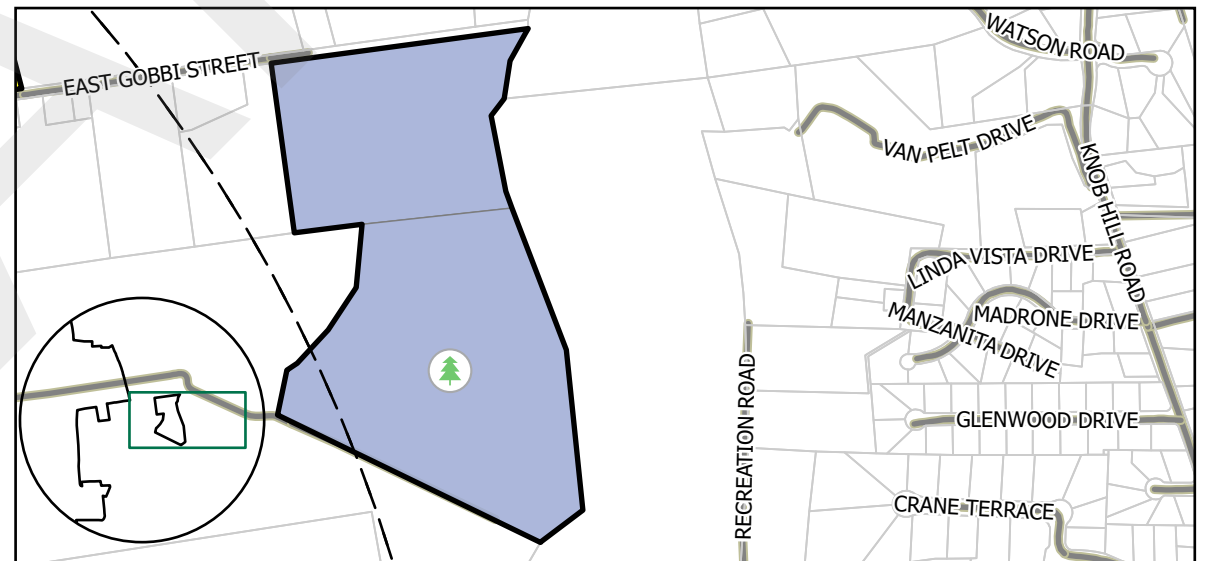 WATSON ROAD
EAST GOBBI STREET
VAN PELT DRIVE
KNOB HILL ROAD
LINDA VISTA DRIVE
MANZANITA DRIVE
MADRONE DRIVE
RECREATION ROAD
GLENWOOD DRIVE
CRANE TERRACE